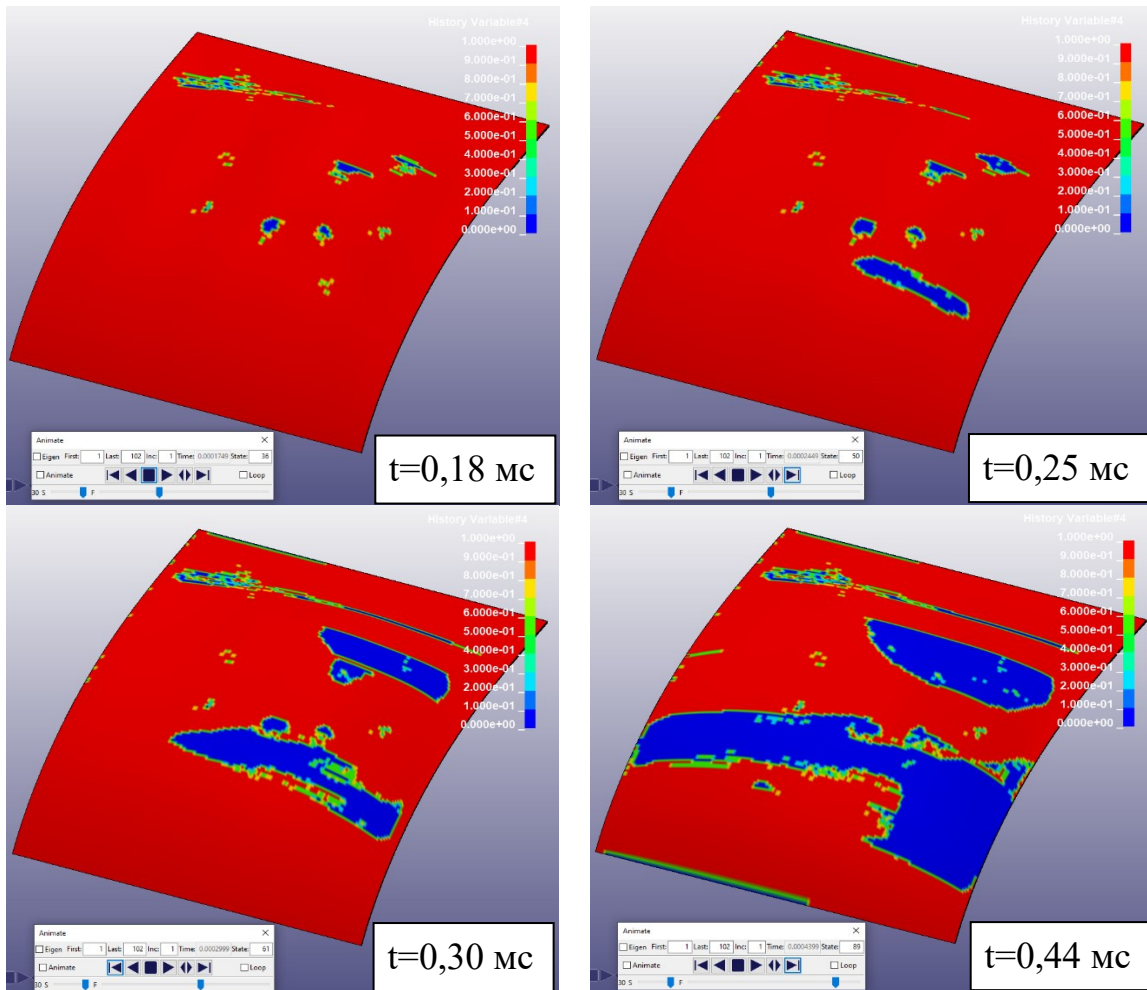 History Variable#4
1.000e+00
9.000e-01
8.000e-01
7.000e-01
6.000e-01
5.000e-01
4.000e-01
3.000e-01
2.000e-01
1.000e-01
0.000e+00
Animate
Eigen First: 1 Last: 102 Inc: 1 Time: 0.0001749 State: 36
Animate Loop
30 S F
t=0,18 мс
History Variable#4
1.000e+00
9.000e-01
8.000e-01
7.000e-01
6.000e-01
5.000e-01
4.000e-01
3.000e-01
2.000e-01
1.000e-01
0.000e+00
Animate
Eigen First: 1 Last: 102 Inc: 1 Time: 0.0002449 State: 50
Animate Loop
30 S F
t=0,25 мс
History Variable#4
1.000e+00
9.000e-01
8.000e-01
7.000e-01
6.000e-01
5.000e-01
4.000e-01
3.000e-01
2.000e-01
1.000e-01
0.000e+00
Animate
Eigen First: 1 Last: 102 Inc: 1 Time: 0.0002999 State: 61
Animate Loop
30 S F
t=0,30 мс
History Variable#4
1.000e+00
9.000e-01
8.000e-01
7.000e-01
6.000e-01
5.000e-01
4.000e-01
3.000e-01
2.000e-01
1.000e-01
0.000e+00
Animate
Eigen First: 1 Last: 102 Inc: 1 Time: 0.0004399 State: 89
Animate Loop
30 S F
t=0,44 мс